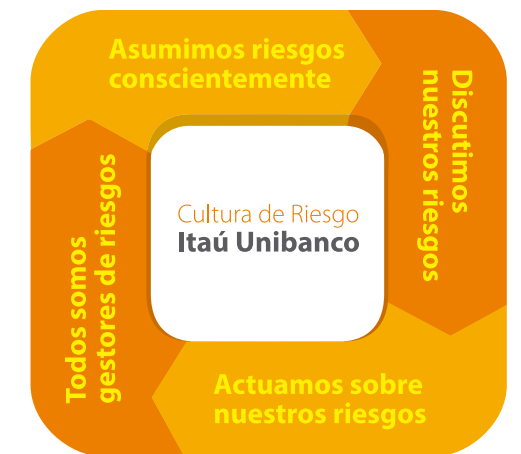 Asumimos riesgos
conscientemente
Discutimos
nuestros riesgos
Cultura de Riesgo
Itaú Unibanco
Todos somos
gestores de riesgos
Actuamos sobre
nuestros riesgos